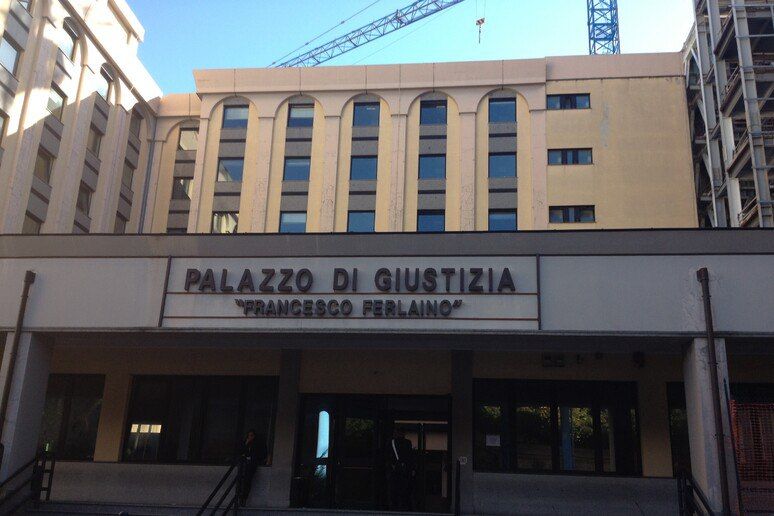 PALAZZO DI GIUSTIZIA
"FRANCESCO FERLAINO"